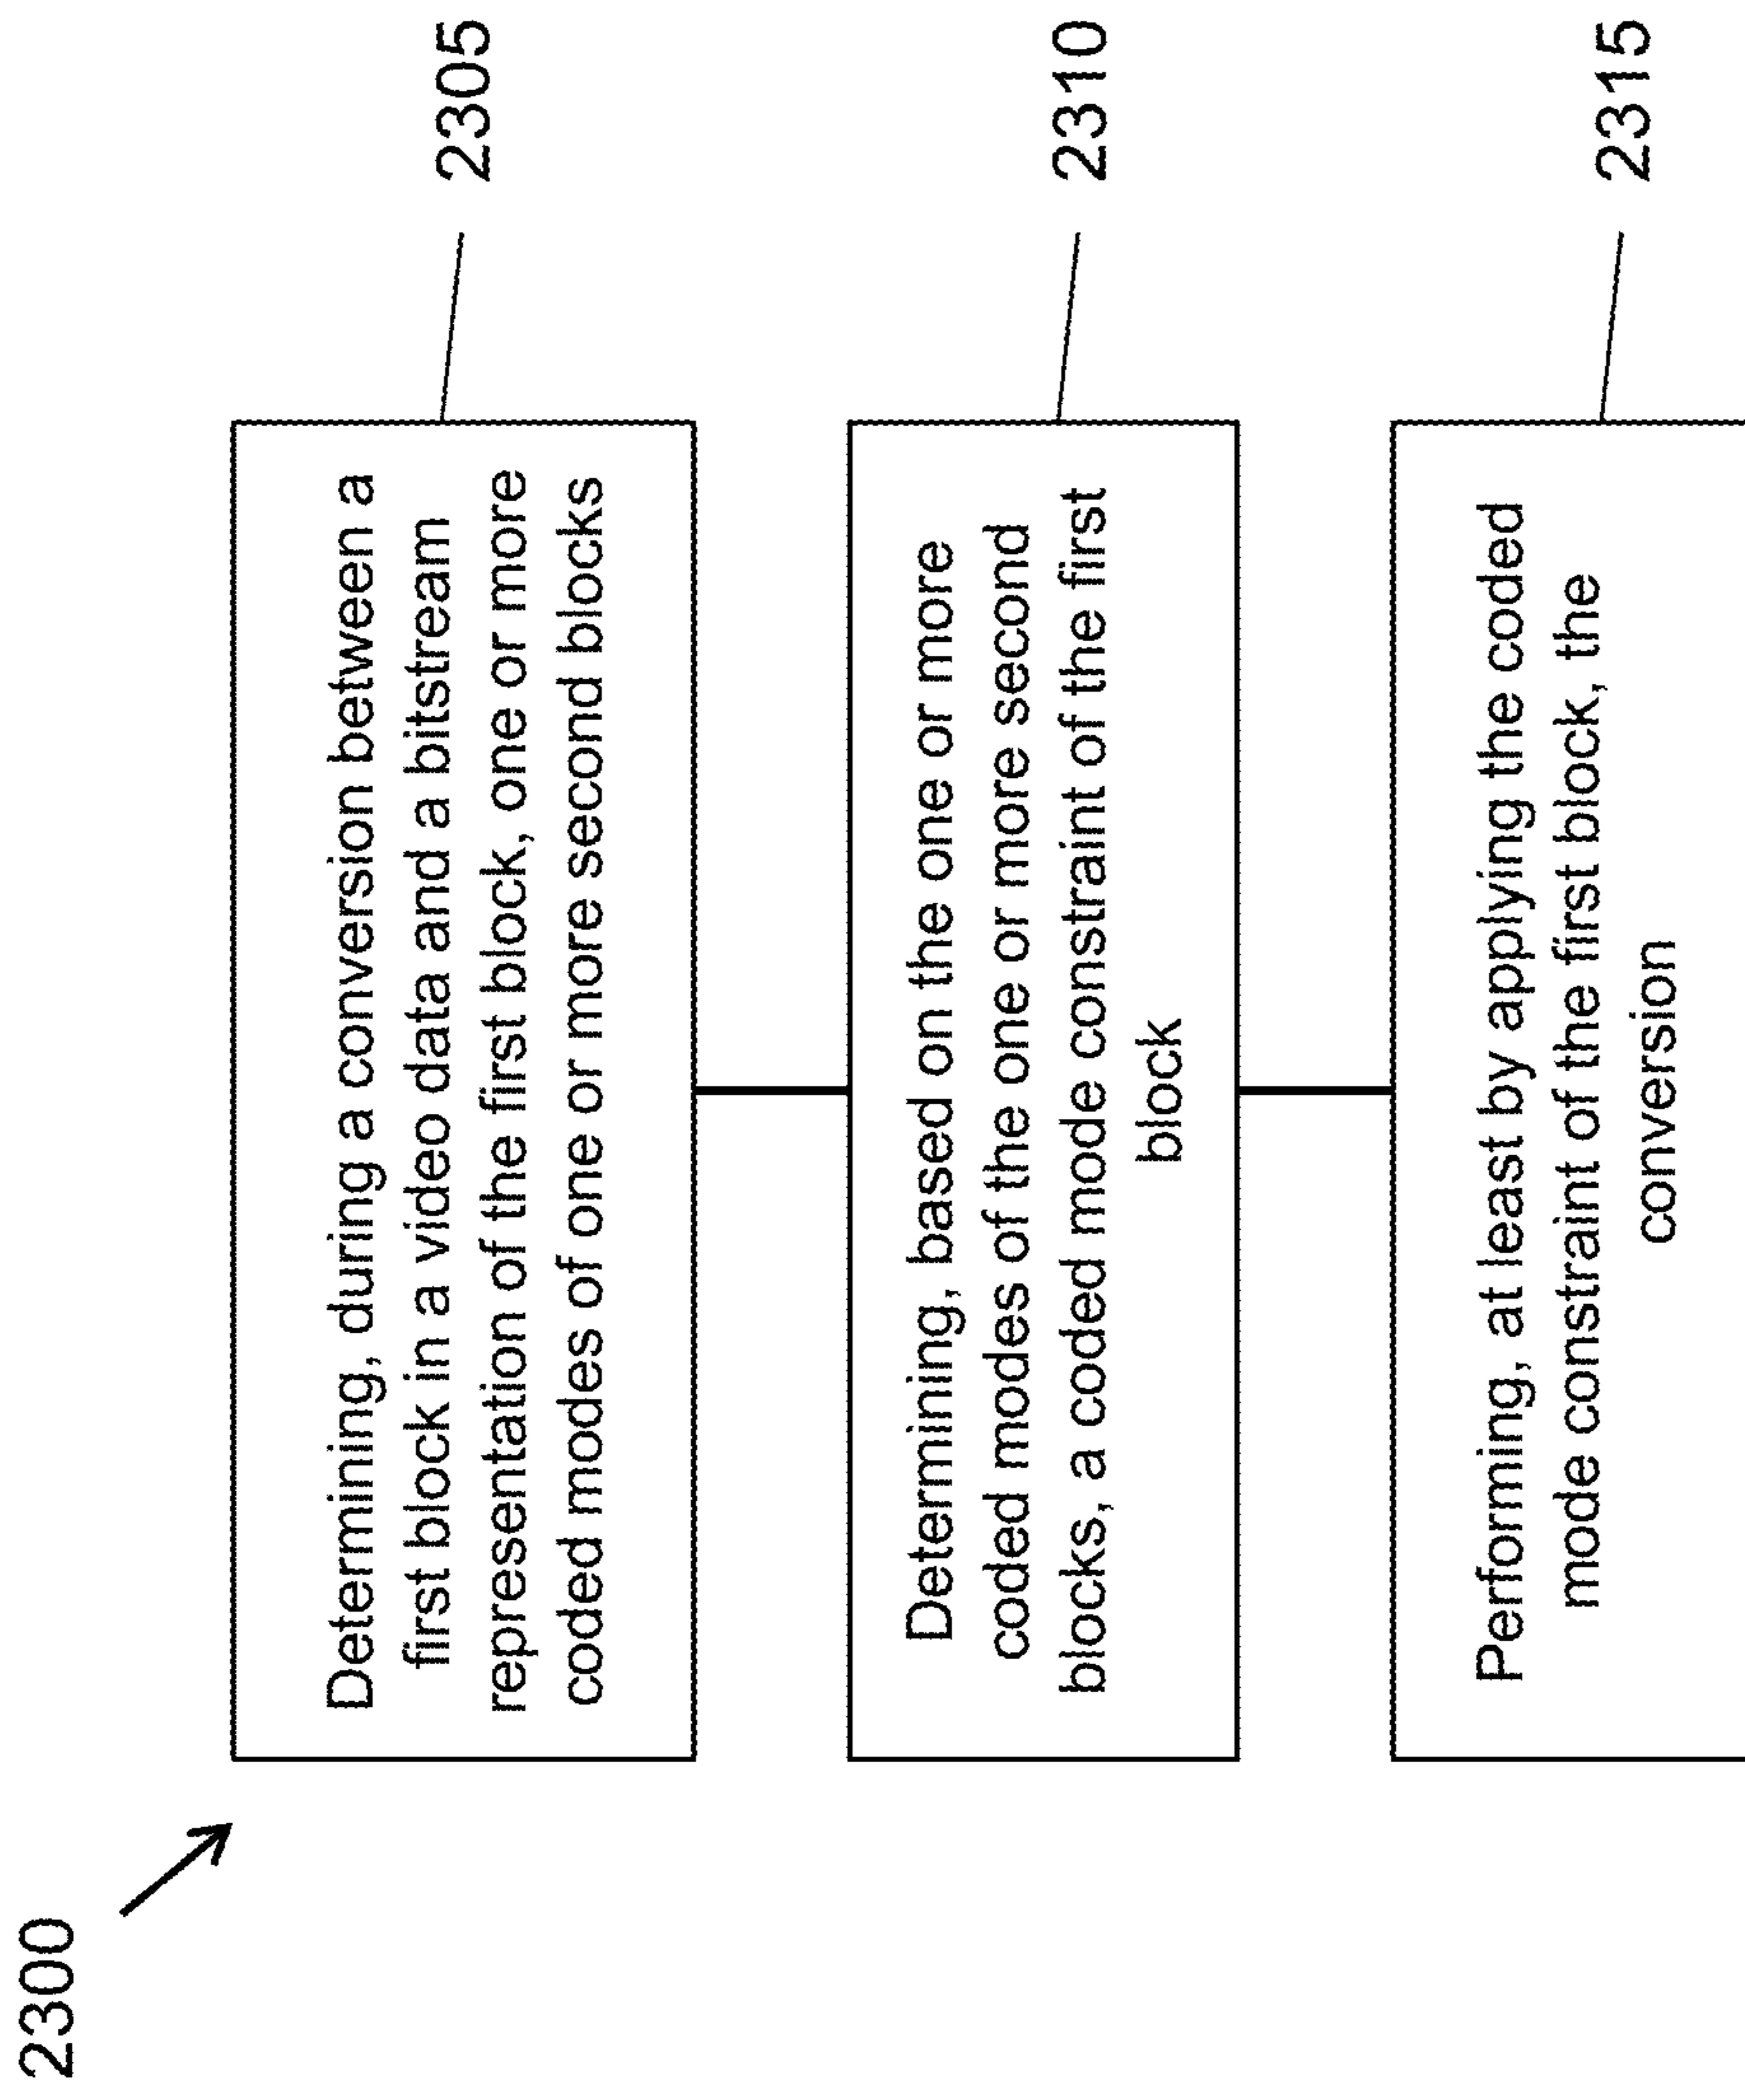 2300
Determining, during a conversion between a
first block in a video data and a bitstream
representation of the first block, one or more
coded modes of one or more second blocks
2305
Determining, based on the one or more
coded modes of the one or more second
blocks, a coded mode constraint of the first
block
2310
Performing, at least by applying the coded
mode constraint of the first block, the
conversion
2315